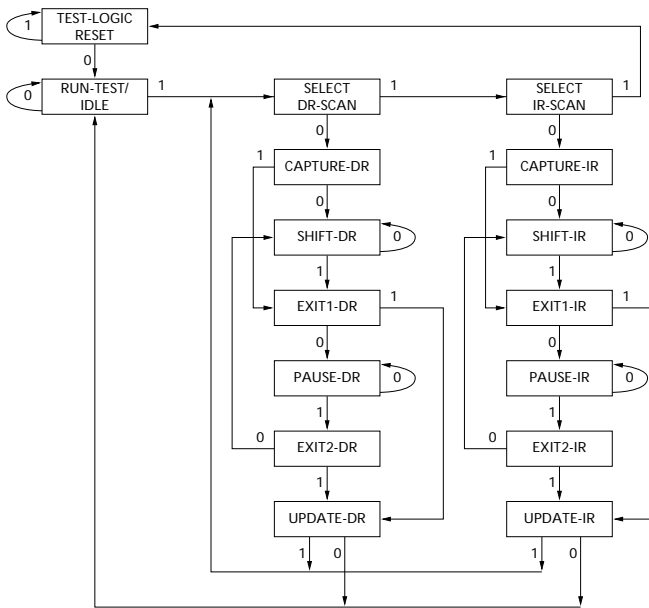 TEST-LOGIC
RESET
1
0
RUN-TEST/
IDLE
0
1
SELECT
DR-SCAN
1
SELECT
IR-SCAN
1
0
0
1
CAPTURE-DR
1
CAPTURE-IR
0
0
SHIFT-DR
0
SHIFT-IR
0
1
1
EXIT1-DR
1
EXIT1-IR
1
0
0
PAUSE-DR
0
PAUSE-IR
0
1
1
0
EXIT2-DR
0
EXIT2-IR
1
1
UPDATE-DR
UPDATE-IR
1
0
1
0